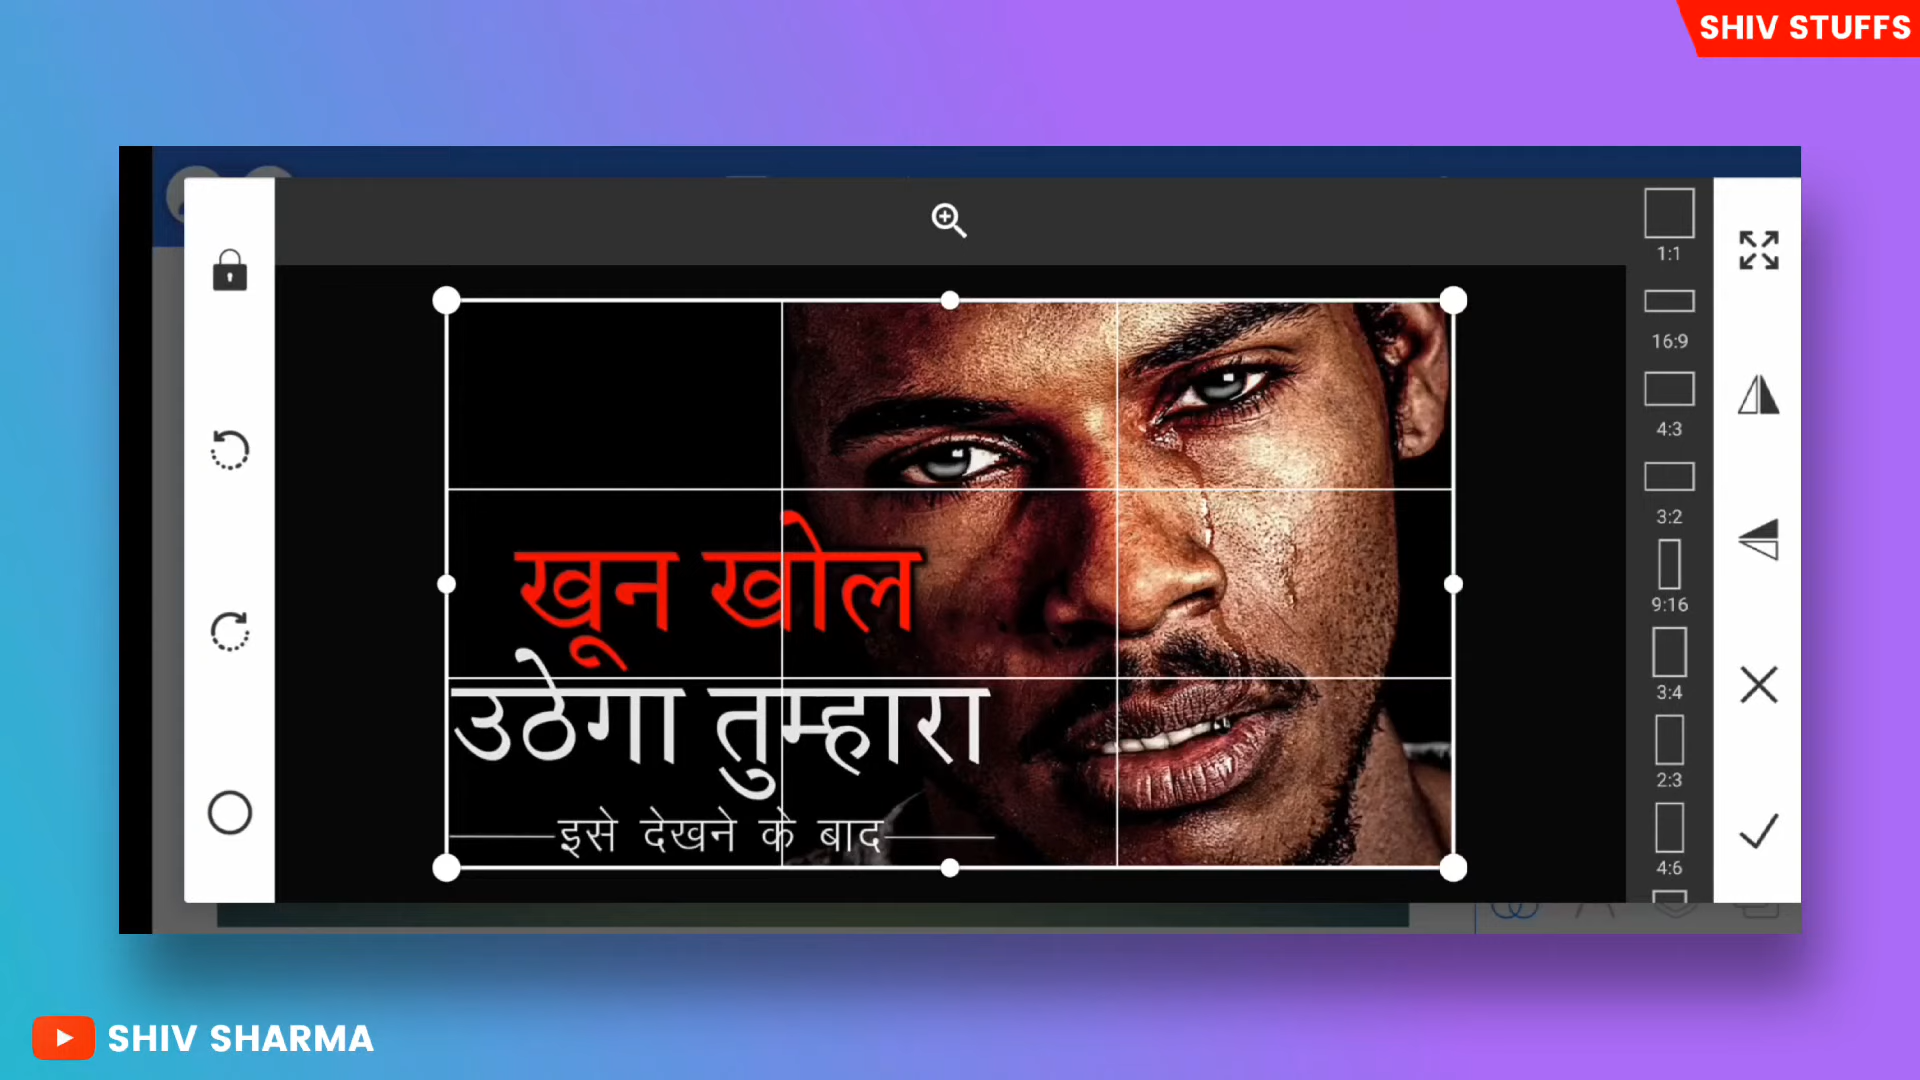 SHIV STUFFS
1:1
16:9
4:3
3:2
9:16
3:4
2:3
4:6
खून खोल
उठेगा तुम्हारा
इसे देखने के बाद
SHIV SHARMA